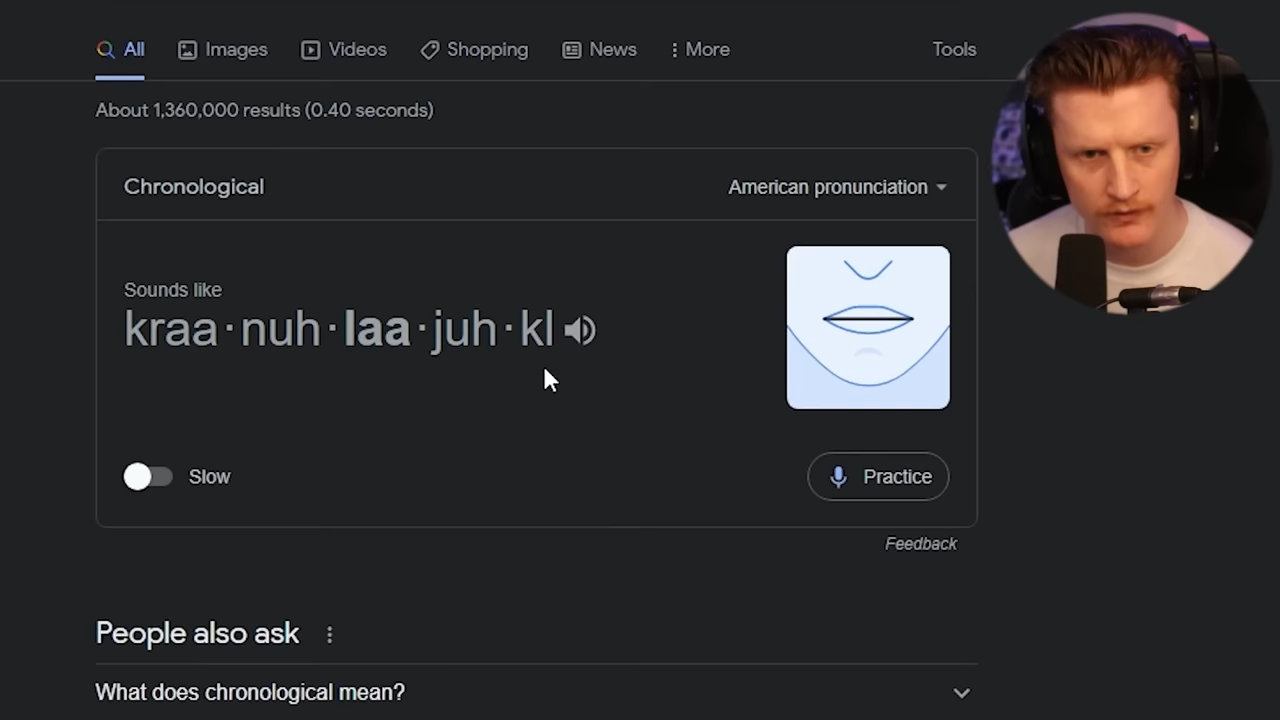 All Images Videos Shopping News More Tools
About 1,360,000 results (0.40 seconds)
Chronological American pronunciation
Sounds like
kraa·nuh·laa·juh·kl
Slow Practice
Feedback
People also ask
What does chronological mean?